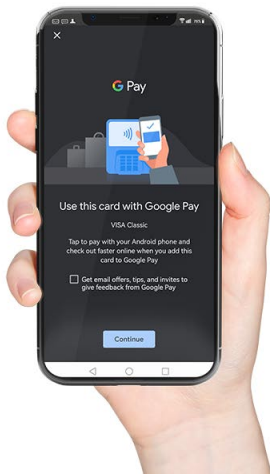 G Pay
Use this card with Google Pay
VISA Classic
Tap to pay with your Android phone and
check out faster online when you add this
card to Google Pay
Get email offers, tips, and invites to
give feedback from Google Pay
Continue